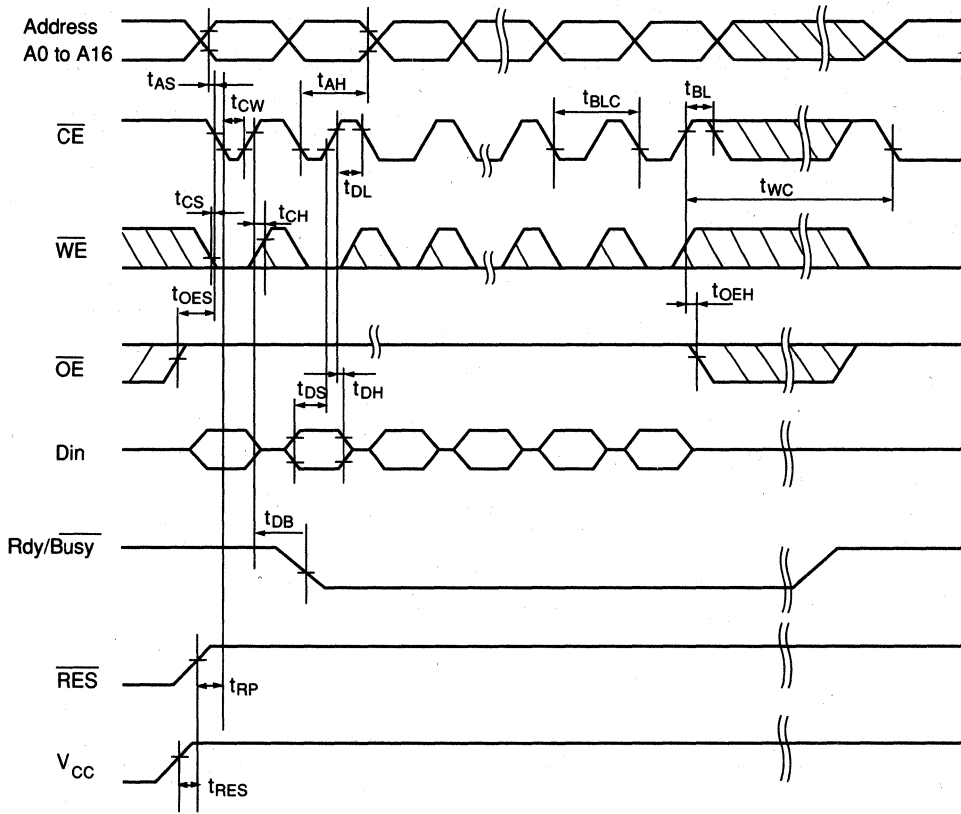 Address
A0 to A16
tAS
tCW
tAH
tBLC
tBL
CE
tDL
tWC
tCS
tCH
WE
tOES
tOEH
OE
tDS
tDH
Din
tDB
Rdy/Busy
RES
tRP
VCC
tRES